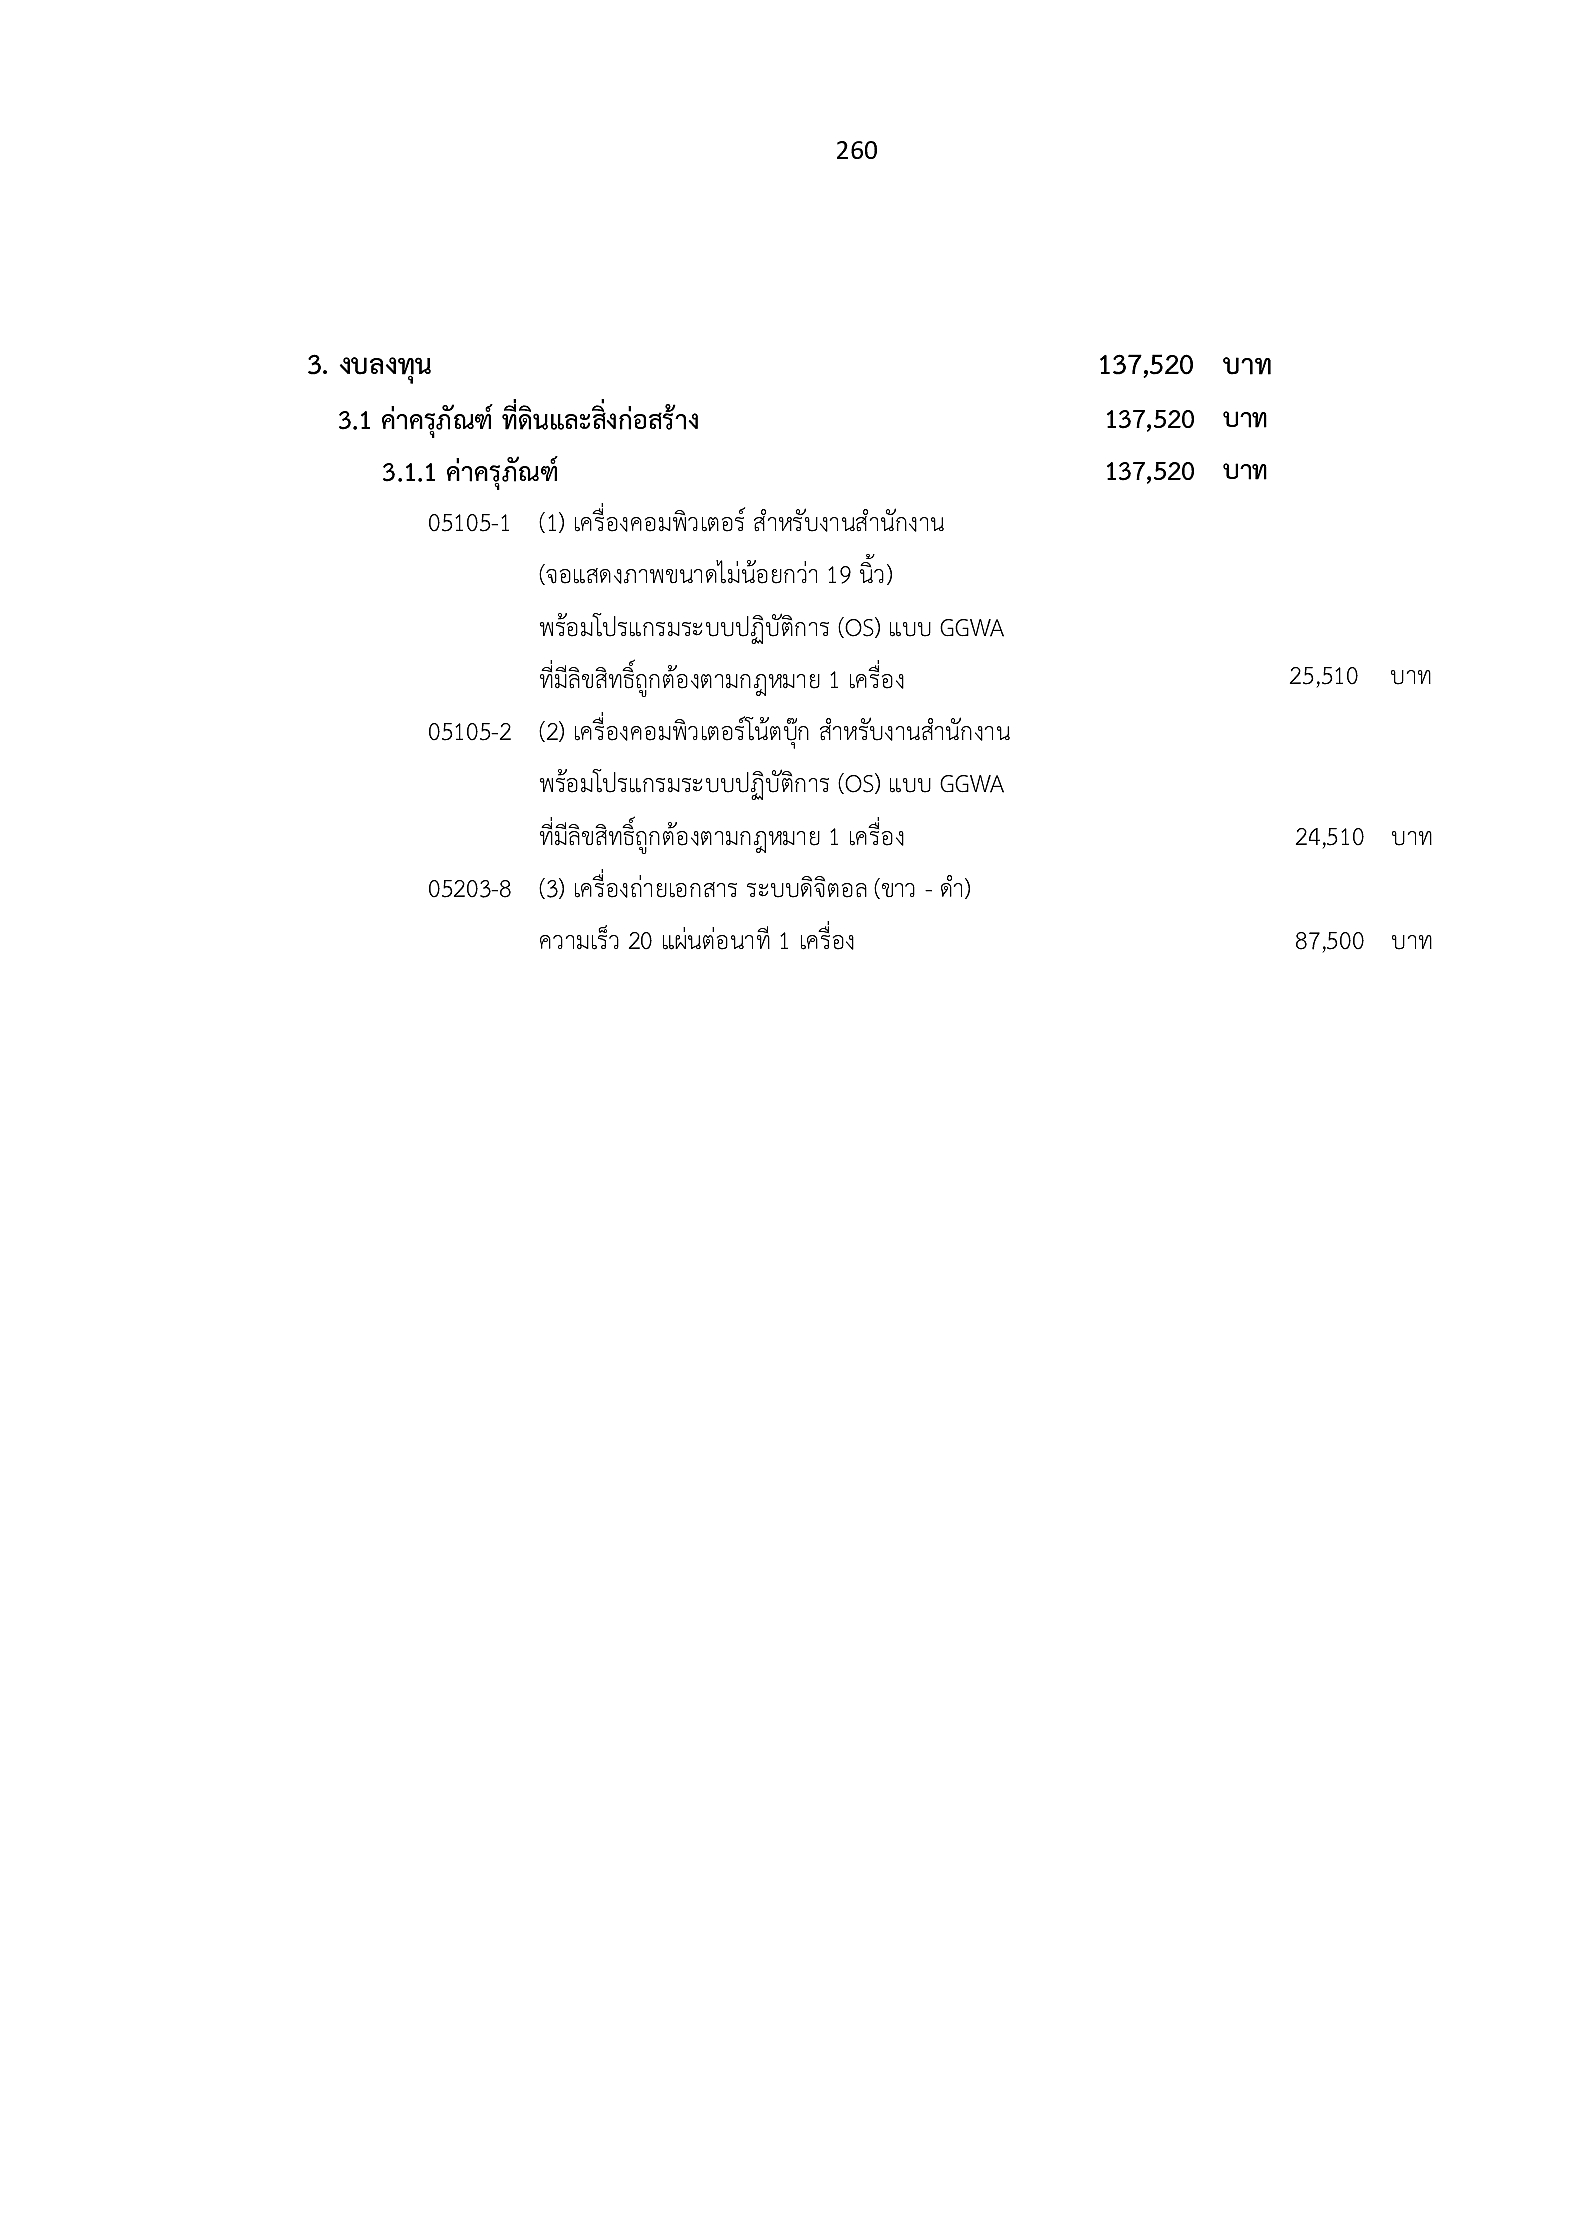 260
3. งบลงทุน 137,520 บาท
3.1 ค่าครุภัณฑ์ ที่ดินและสิ่งก่อสร้าง 137,520 บาท
3.1.1 ค่าครุภัณฑ์ 137,520 บาท
05105-1 (1) เครื่องคอมพิวเตอร์ สำหรับงานสำนักงาน
(จอแสดงภาพขนาดไม่น้อยกว่า 19 นิ้ว)
พร้อมโปรแกรมระบบปฏิบัติการ (OS) แบบ GGWA
ที่มีลิขสิทธิ์ถูกต้องตามกฎหมาย 1 เครื่อง 25,510 บาท
05105-2 (2) เครื่องคอมพิวเตอร์โน้ตบุ๊ก สำหรับงานสำนักงาน
พร้อมโปรแกรมระบบปฏิบัติการ (OS) แบบ GGWA
ที่มีลิขสิทธิ์ถูกต้องตามกฎหมาย 1 เครื่อง 24,510 บาท
05203-8 (3) เครื่องถ่ายเอกสาร ระบบดิจิตอล (ขาว - ดำ)
ความเร็ว 20 แผ่นต่อนาที 1 เครื่อง 87,500 บาท